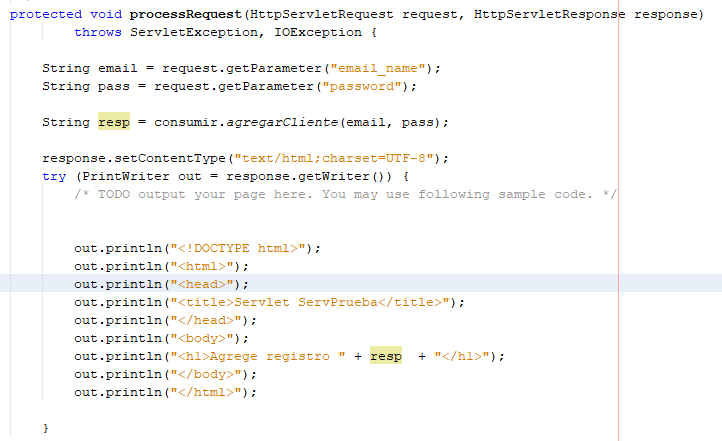 protected void processRequest(HttpServletRequest request, HttpServletResponse response)
throws ServletException, IOException {
String email = request.getParameter("email_name");
String pass = request.getParameter("password");
String resp = consumir.agregarCliente(email, pass);
response.setContentType("text/html;charset=UTF-8");
try (PrintWriter out = response.getWriter()) {
/* TODO output your page here. You may use following sample code. */
out.println("<!DOCTYPE html>");
out.println("<html>");
out.println("<head>");
out.println("<title>Servlet ServPrueba</title>");
out.println("</head>");
out.println("<body>");
out.println("<h1>Agrege registro " + resp  + "</h1>");
out.println("</body>");
out.println("</html>");
}